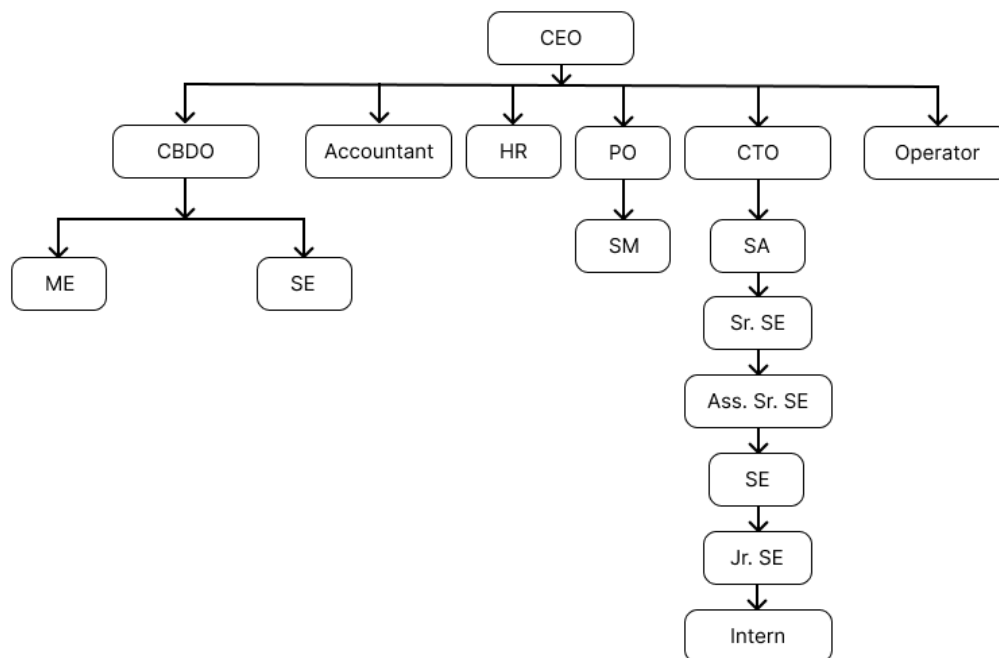 CEO
CBDO
Accountant
HR
PO
CTO
Operator
ME
SE
SM
SA
Sr. SE
Ass. Sr. SE
SE
Jr. SE
Intern